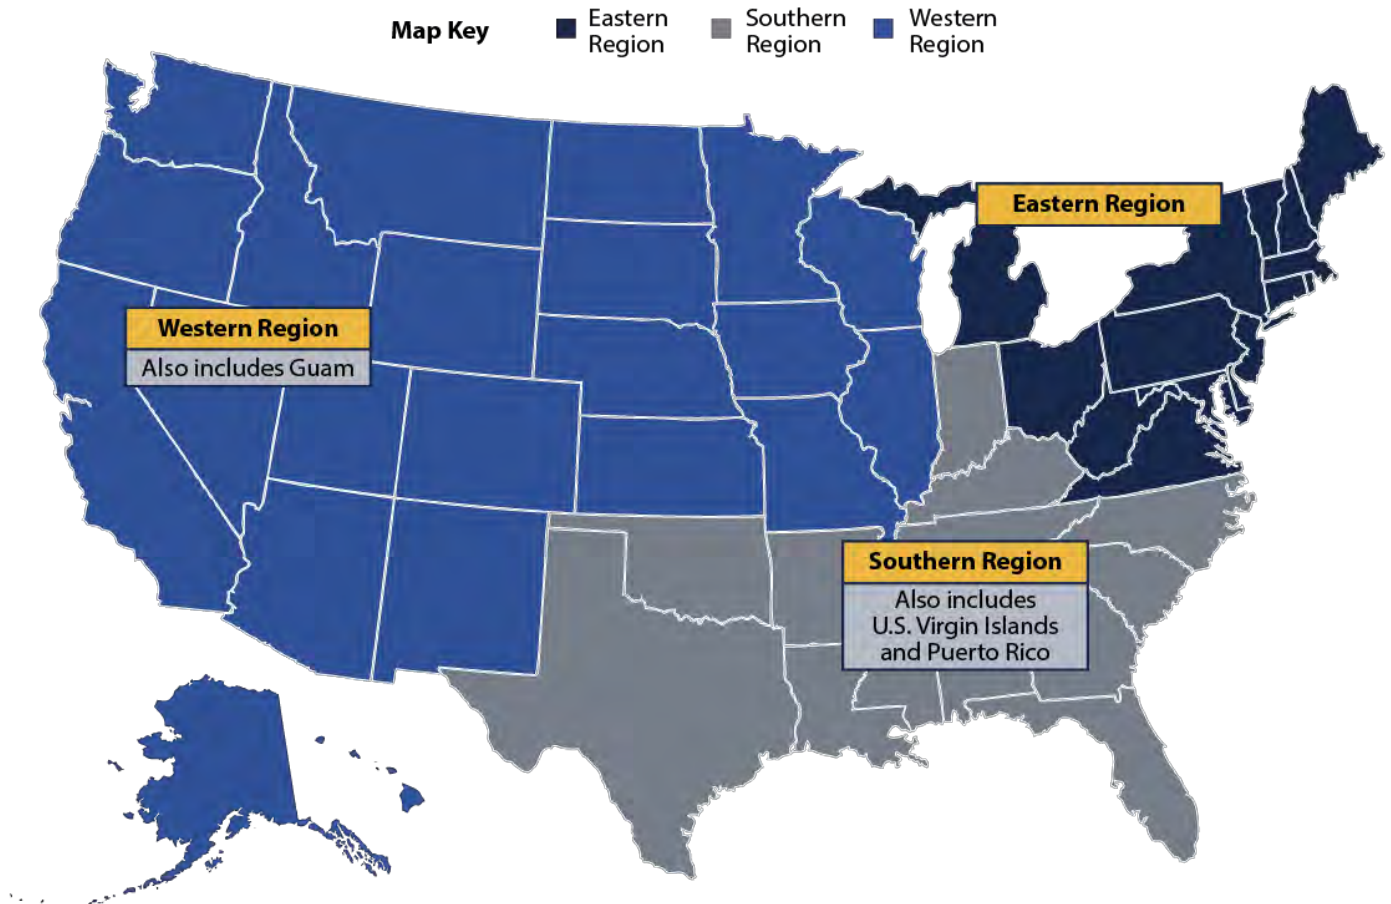 Map Key
Eastern
Region
Southern
Region
Western
Region
Eastern Region
Western Region
Also includes Guam
Southern Region
Also includes
U.S. Virgin Islands
and Puerto Rico